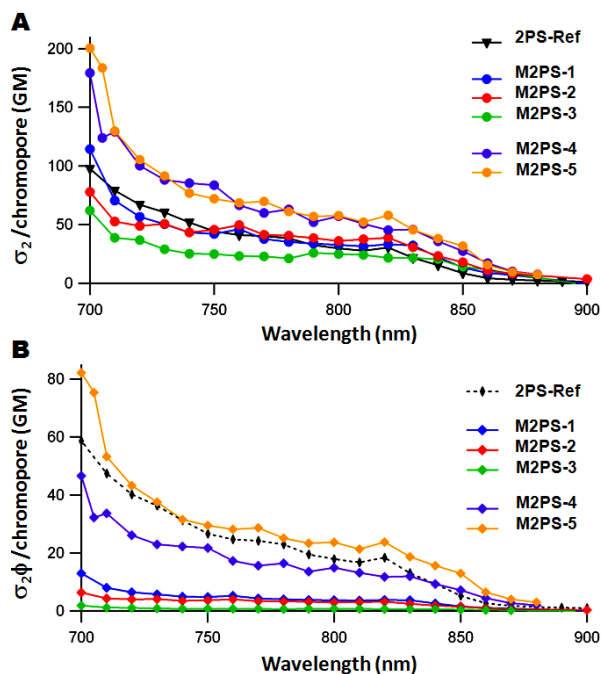 A
σ₂ /chromopore (GM)
200
150
100
50
0
700
750
800
850
900
Wavelength (nm)
2PS-Ref
M2PS-1
M2PS-2
M2PS-3
M2PS-4
M2PS-5
B
σ₂ϕ /chromopore (GM)
80
60
40
20
0
700
750
800
850
900
Wavelength (nm)
2PS-Ref
M2PS-1
M2PS-2
M2PS-3
M2PS-4
M2PS-5